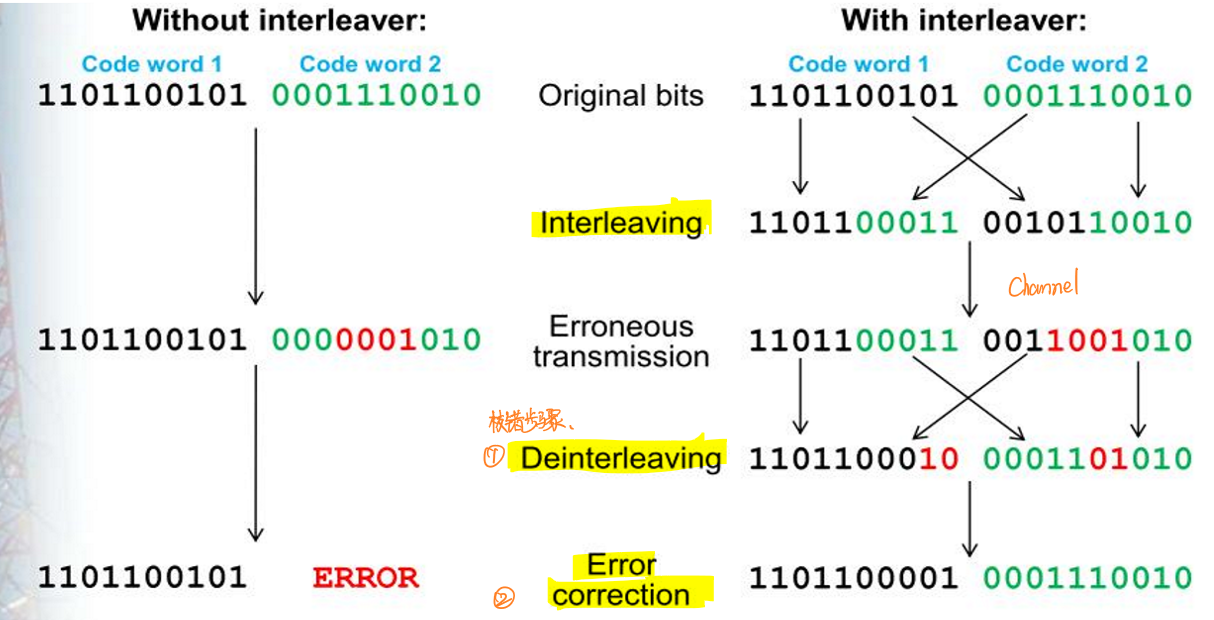 Without interleaver:
With interleaver:
Code word 1 Code word 2
Code word 1 Code word 2
1101100101 0001110010
Original bits
1101100101 0001110010
Interleaving
1101100011 0010110010
Channel
1101100101 0000001010
Erroneous
transmission
1101100011 0011001010
步骤、
① Deinterleaving
1101100010 0001101010
1101100101 ERROR
② Error
correction
1101100001 0001110010